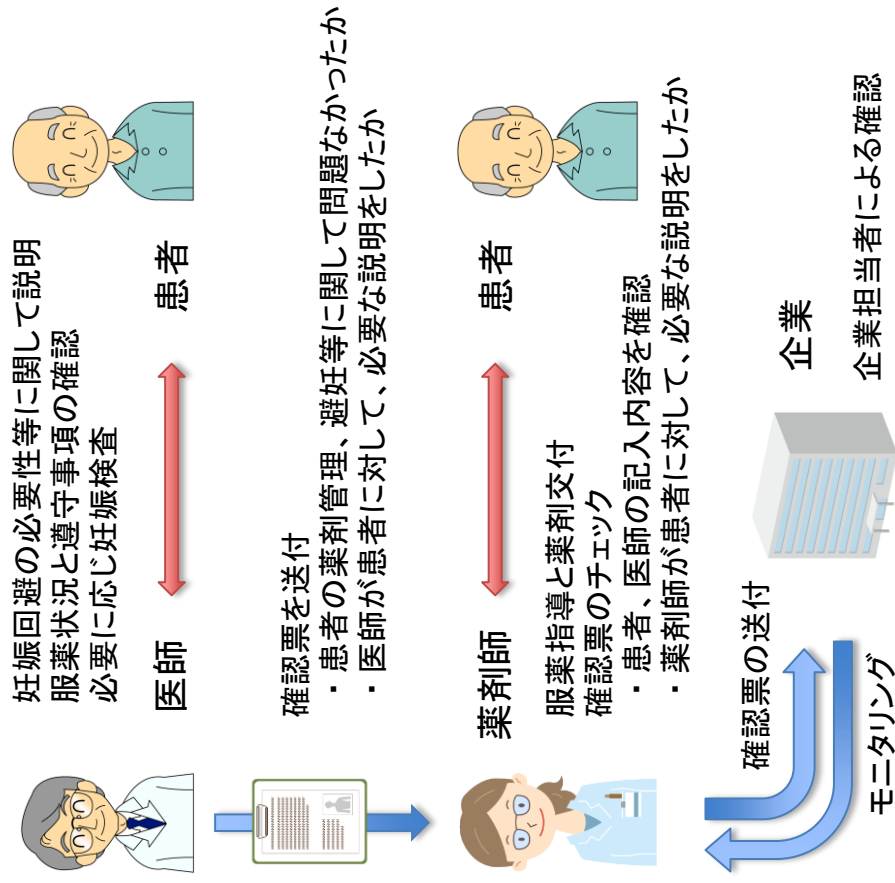 妊娠回避の必要性等に関して説明
服薬状況と遵守事項の確認
必要に応じ妊娠検査
医師
患者
確認票を送付
・患者の薬剤管理、避妊等に関して問題なかったか
・医師が患者に対して、必要な説明をしたか
薬剤師
患者
服薬指導と薬剤交付
確認票のチェック
・患者、医師の記入内容を確認
・薬剤師が患者に対して、必要な説明をしたか
確認票の送付
企業
企業担当者による確認
モニタリング